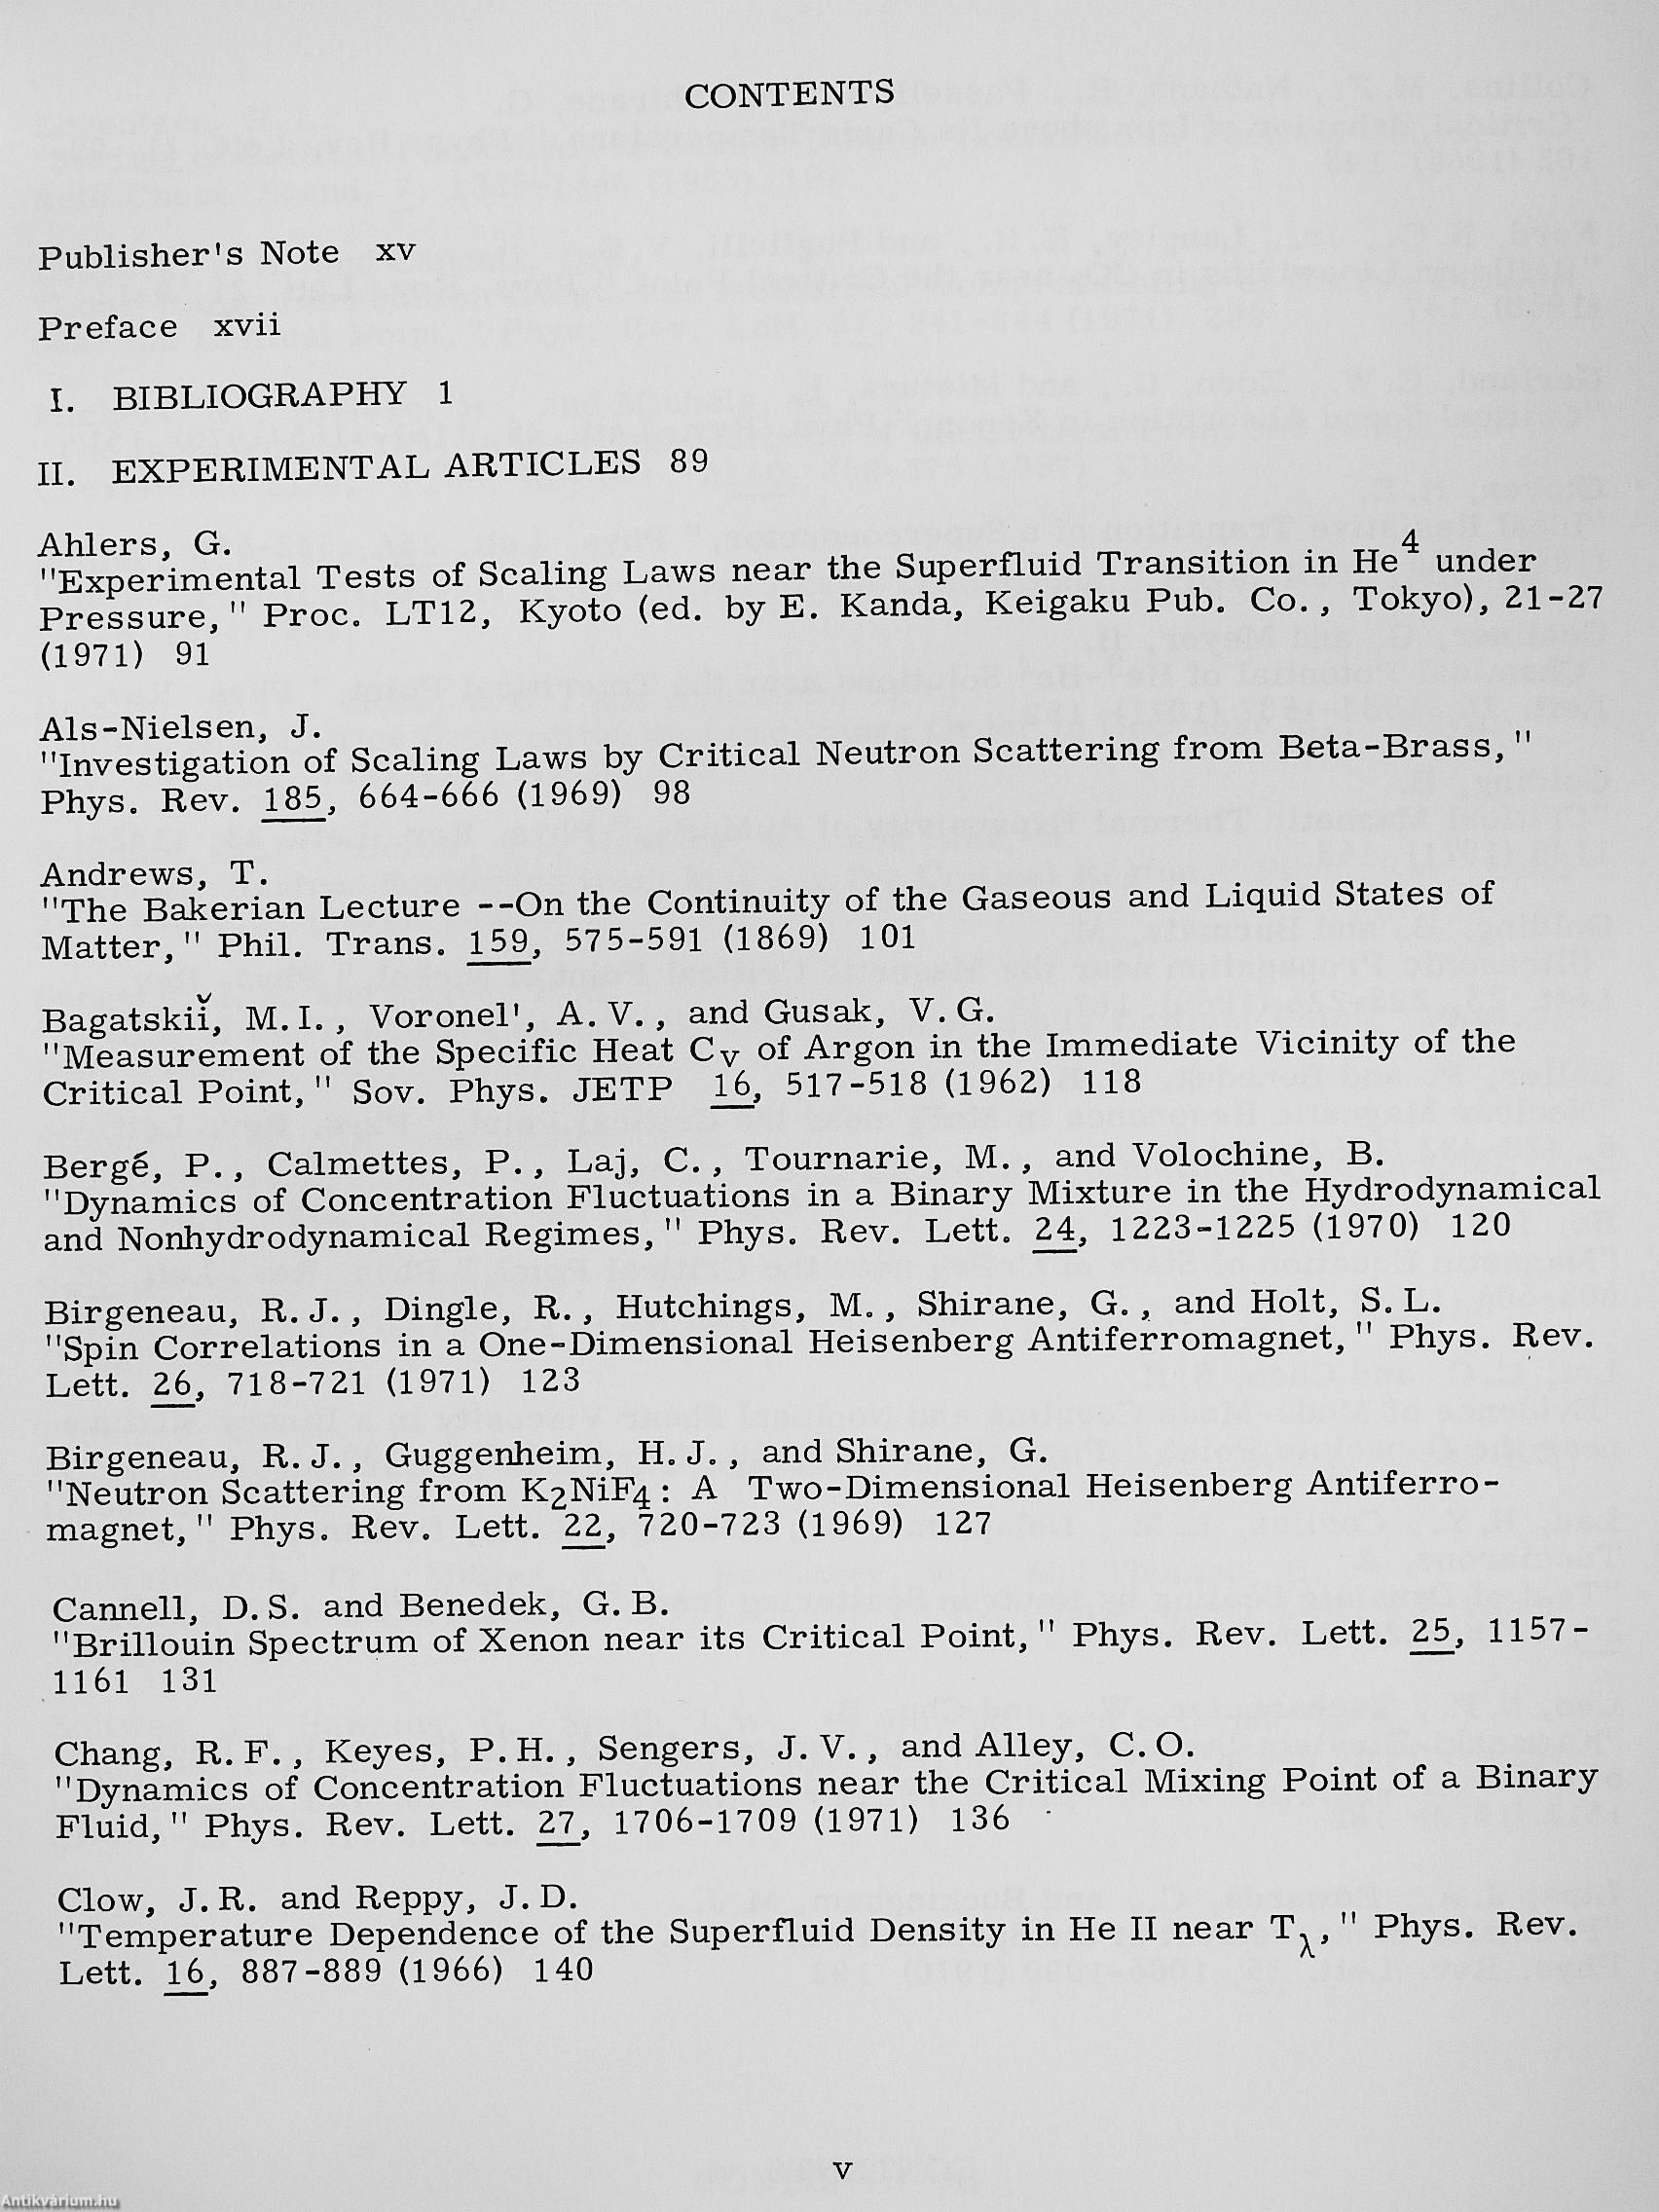 CONTENTS
Publisher's Note xv
Preface xvii
I. BIBLIOGRAPHY 1
II. EXPERIMENTAL ARTICLES 89
Ahlers, G.
"Experimental Tests of Scaling Laws near the Superfluid Transition in He⁴ under
Pressure," Proc. LT12, Kyoto (ed. by E. Kanda, Keigaku Pub. Co., Tokyo), 21-27
(1971) 91
Als-Nielsen, J.
"Investigation of Scaling Laws by Critical Neutron Scattering from Beta-Brass,"
Phys. Rev. 185, 664-666 (1969) 98
Andrews, T.
"The Bakerian Lecture --On the Continuity of the Gaseous and Liquid States of
Matter," Phil. Trans. 159, 575-591 (1869) 101
Bagatskiĭ, M.I., Voronel', A.V., and Gusak, V.G.
"Measurement of the Specific Heat Cv of Argon in the Immediate Vicinity of the
Critical Point," Sov. Phys. JETP 16, 517-518 (1962) 118
Bergé, P., Calmettes, P., Laj, C., Tournarie, M., and Volochine, B.
"Dynamics of Concentration Fluctuations in a Binary Mixture in the Hydrodynamical
and Nonhydrodynamical Regimes," Phys. Rev. Lett. 24, 1223-1225 (1970) 120
Birgeneau, R.J., Dingle, R., Hutchings, M., Shirane, G., and Holt, S.L.
"Spin Correlations in a One-Dimensional Heisenberg Antiferromagnet," Phys. Rev.
Lett. 26, 718-721 (1971) 123
Birgeneau, R.J., Guggenheim, H.J., and Shirane, G.
"Neutron Scattering from K₂NiF₄: A Two-Dimensional Heisenberg Antiferro-
magnet," Phys. Rev. Lett. 22, 720-723 (1969) 127
Cannell, D.S. and Benedek, G.B.
"Brillouin Spectrum of Xenon near its Critical Point," Phys. Rev. Lett. 25, 1157-
1161 131
Chang, R.F., Keyes, P.H., Sengers, J.V., and Alley, C.O.
"Dynamics of Concentration Fluctuations near the Critical Mixing Point of a Binary
Fluid," Phys. Rev. Lett. 27, 1706-1709 (1971) 136
Clow, J.R. and Reppy, J.D.
"Temperature Dependence of the Superfluid Density in He II near Tλ," Phys. Rev.
Lett. 16, 887-889 (1966) 140
v
Antikvárium.hu